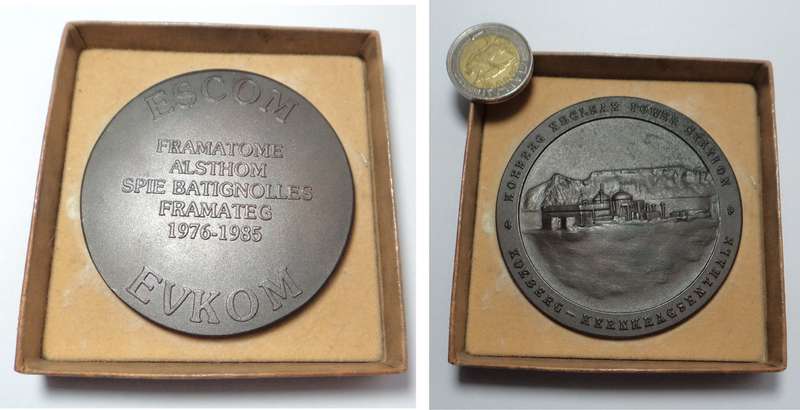 ESCOM
FRAMATOME
ALSTHOM
SPIE BATIGNOLLES
FRAMATEG
1976-1985
EVKOM
KOEBERG NUCLEAR POWER STATION
KOEBERG-KERNKRAGSENTRALE